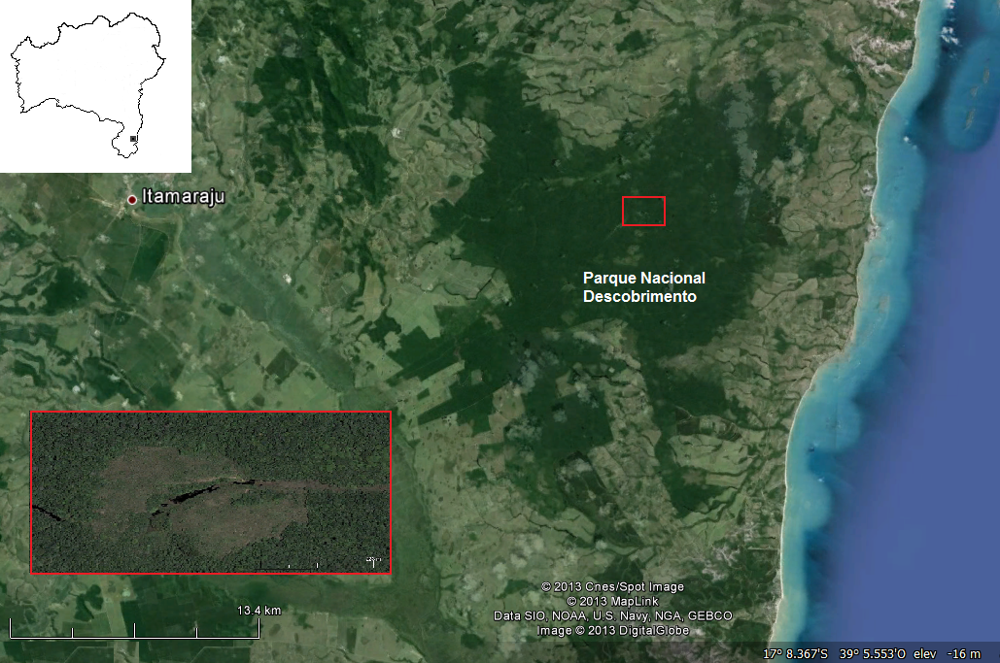 Itamaraju
Parque Nacional
Descobrimento
13.4 km
© 2013 Cnes/Spot Image
© 2013 MapLink
Data SIO, NOAA, U.S. Navy, NGA, GEBCO
Image © 2013 DigitalGlobe
17° 8.367'S 39° 5.553'O elev -16 m